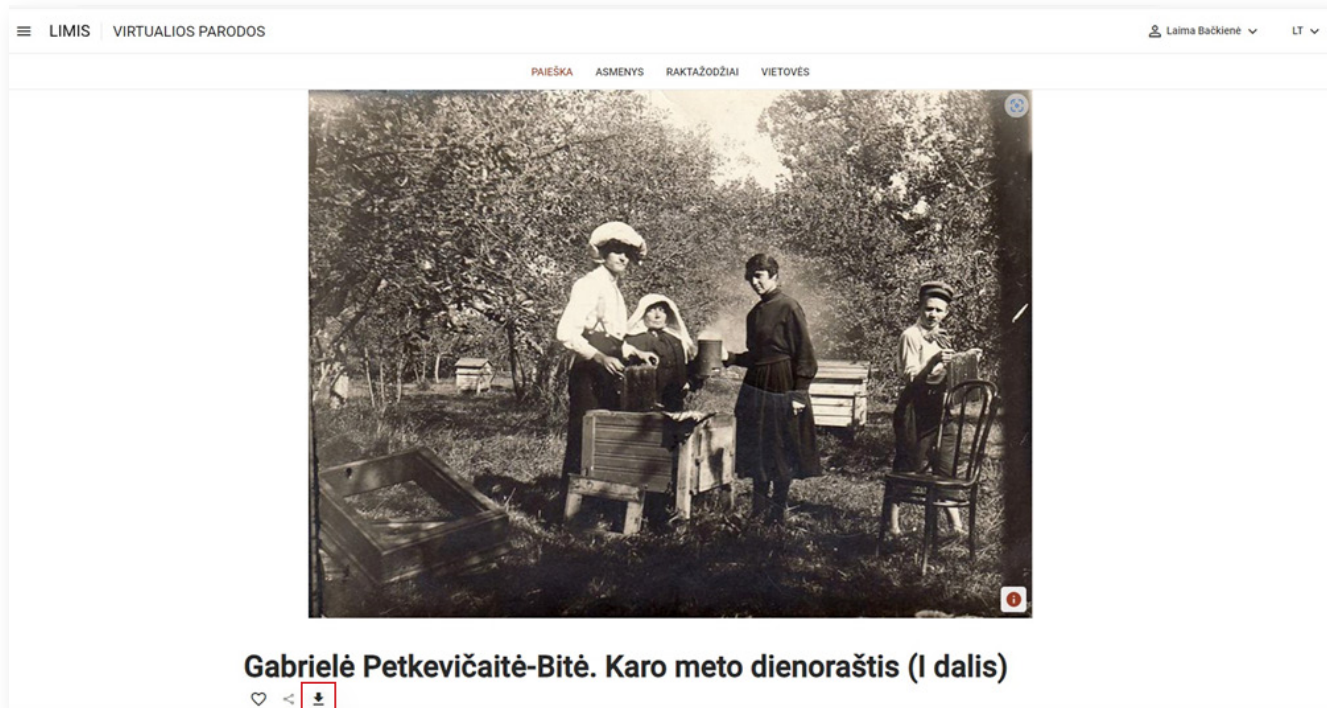 LIMIS VIRTUALIOS PARODOS Laima Bačkienė LT
PAIEŠKA ASMENYS RAKTAŽODŽIAI VIETOVĖS
Gabrielė Petkevičaitė-Bitė. Karo meto dienoraštis (I dalis)